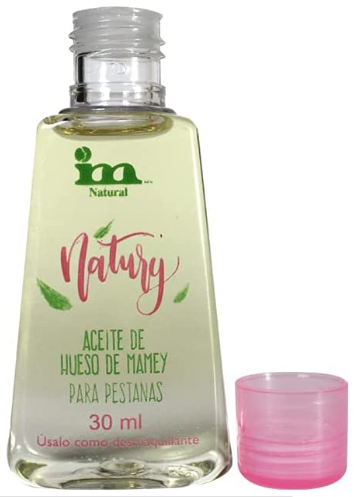 im
Natural
Natury
ACEITE DE
HUESO DE MAMEY
PARA PESTAÑAS
30 ml
Úsalo como desmaquillante